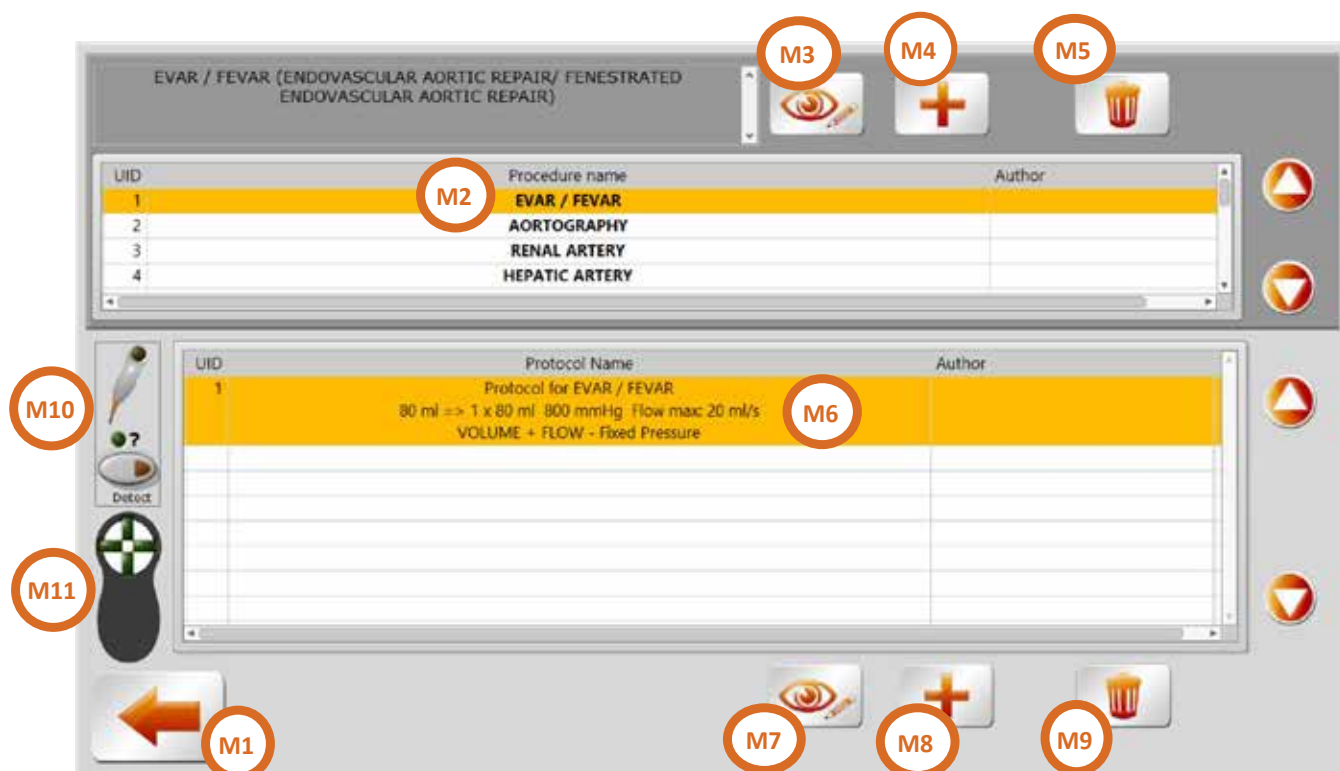 M3
M4
M5
EVAR / FEVAR (ENDOVASCULAR AORTIC REPAIR/ FENESTRATED
ENDOVASCULAR AORTIC REPAIR)
UID Procedure name Author
M2
1 EVAR / FEVAR
2 AORTOGRAPHY
3 RENAL ARTERY
4 HEPATIC ARTERY
UID Protocol Name Author
1 Protocol for EVAR / FEVAR
80 ml => 1 x 80 ml 800 mmHg Flow max: 20 ml/s
VOLUME + FLOW - Fixed Pressure
M6
M10
?
Detect
M11
M1
M7
M8
M9